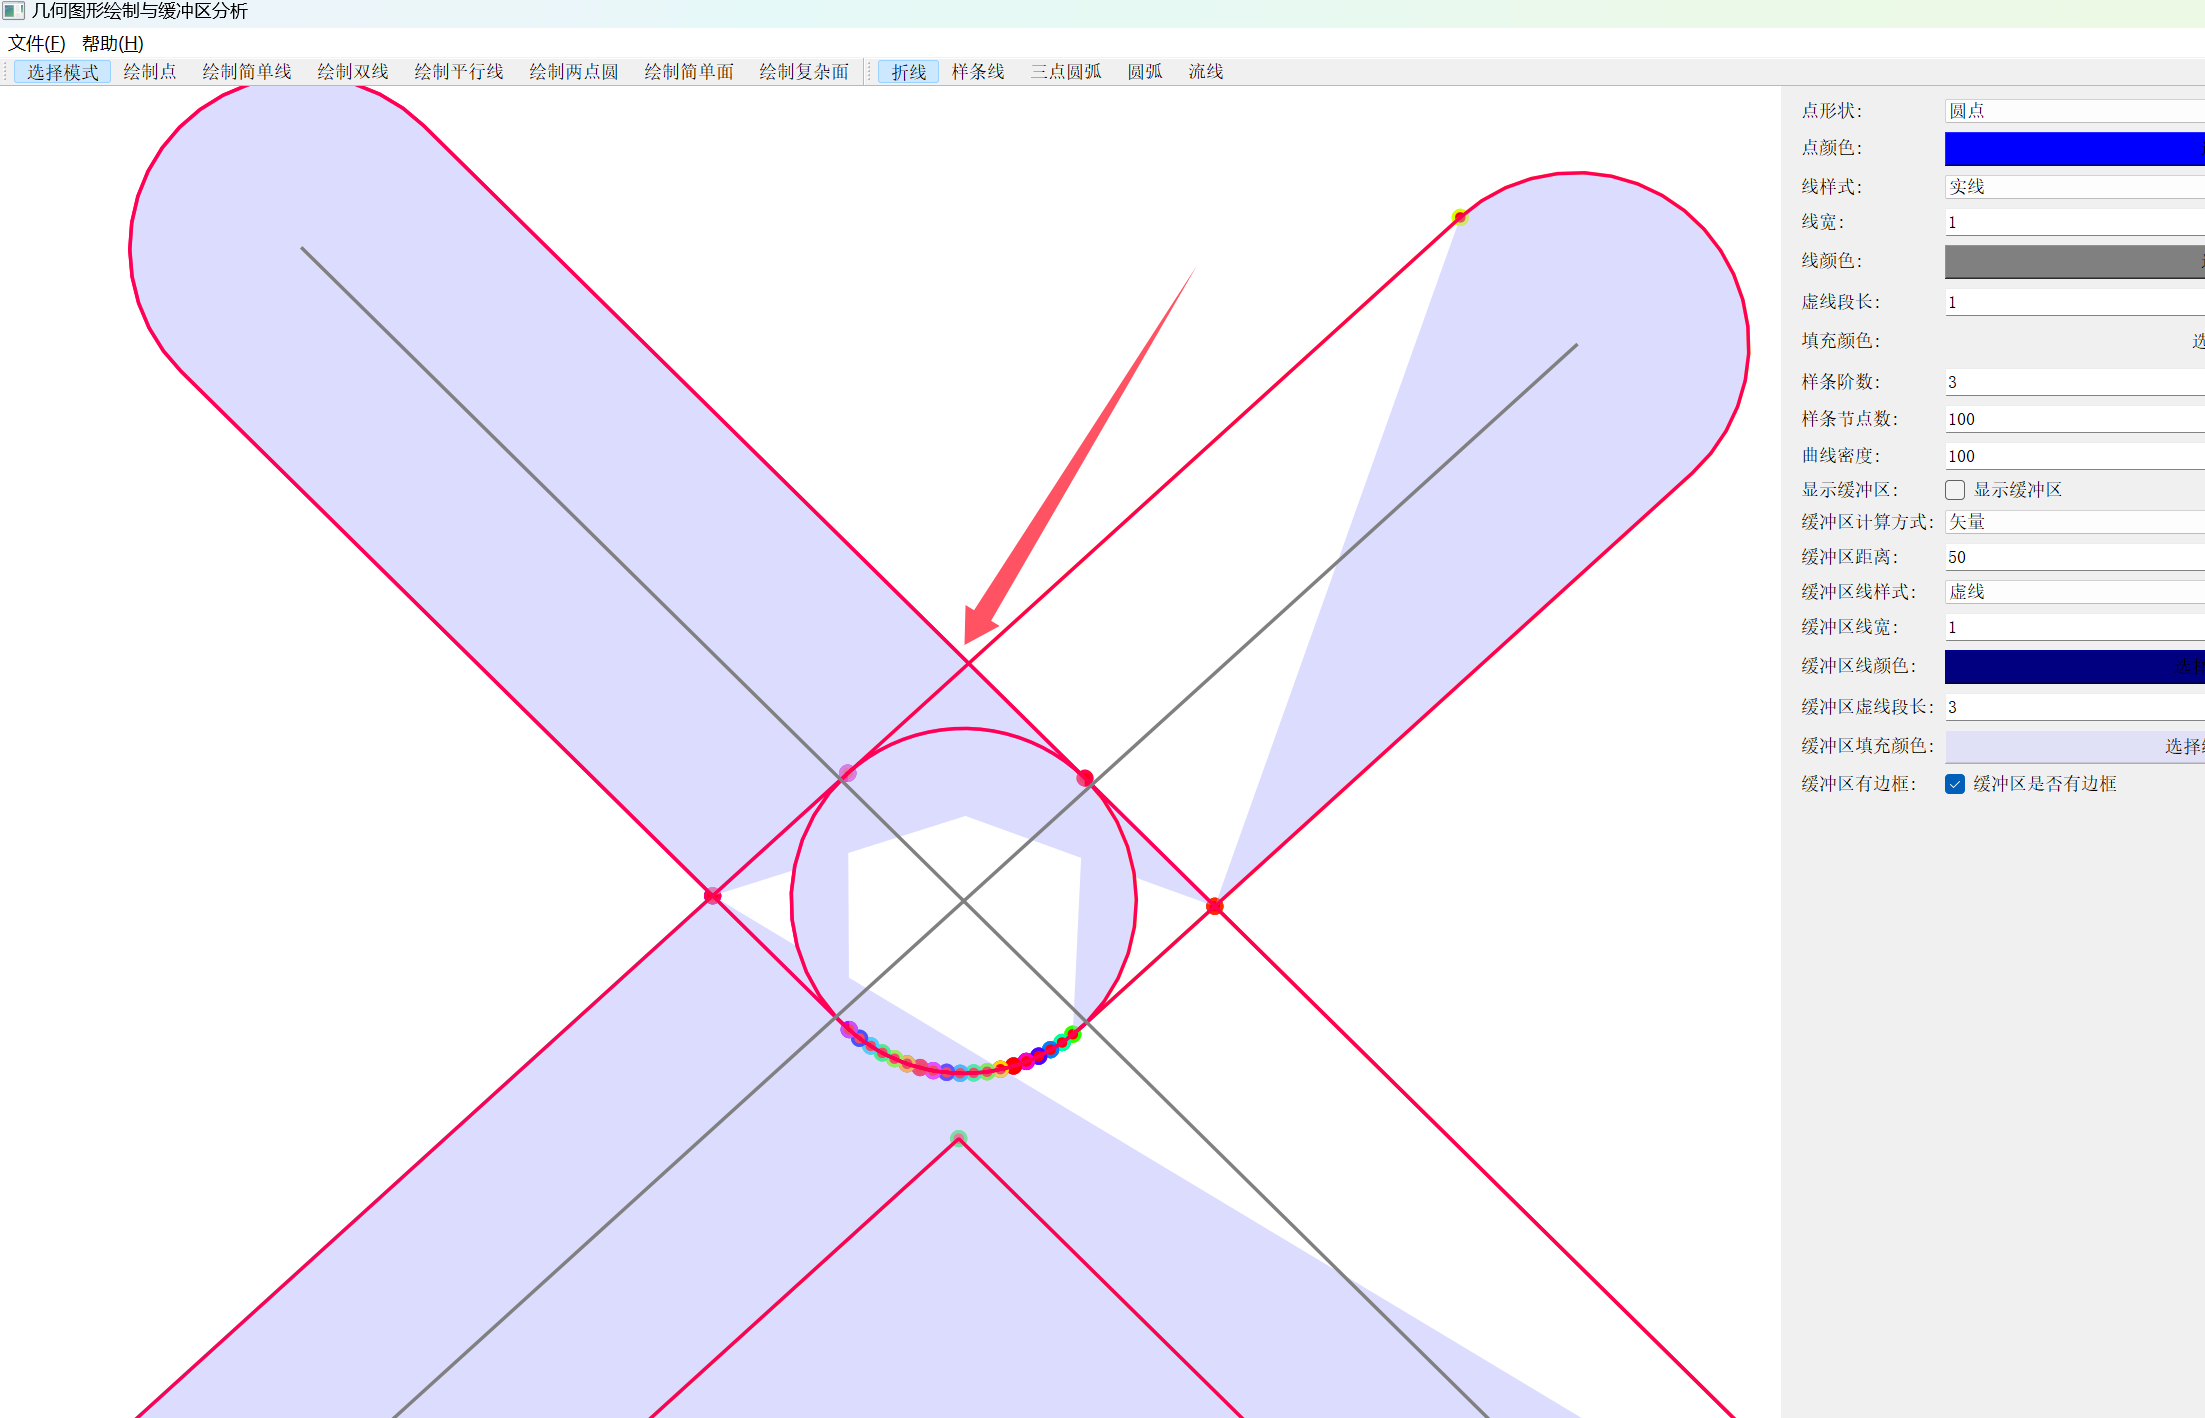 几何图形绘制与缓冲区分析
文件(F) 帮助(H)
选择模式 绘制点 绘制简单线 绘制双线 绘制平行线 绘制两点圆 绘制简单面 绘制复杂面 折线 样条线 三点圆弧 圆弧 流线
点形状: 圆点
点颜色:
线样式: 实线
线宽: 1
线颜色:
虚线段长: 1
填充颜色: 选
样条阶数: 3
样条节点数: 100
曲线密度: 100
显示缓冲区: 显示缓冲区
缓冲区计算方式: 矢量
缓冲区距离: 50
缓冲区线样式: 虚线
缓冲区线宽: 1
缓冲区线颜色: 选择
缓冲区虚线段长: 3
缓冲区填充颜色: 选择
缓冲区有边框: 缓冲区是否有边框